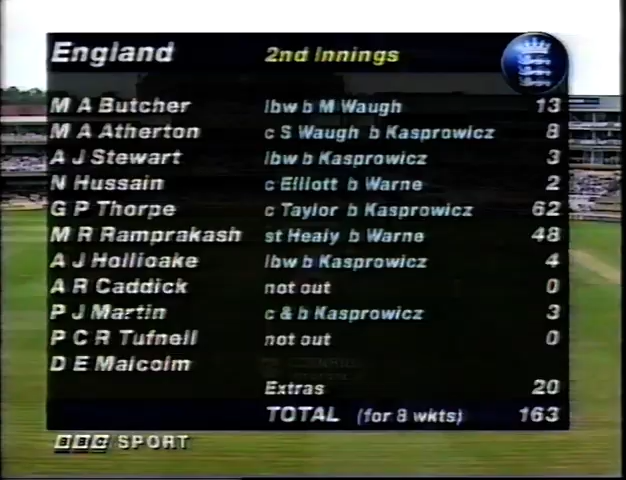 England 2nd Innings
M A Butcher lbw b M Waugh 13
M A Atherton c S Waugh b Kasprowicz 8
A J Stewart lbw b Kasprowicz 3
N Hussain c Elliott b Warne 2
G P Thorpe c Taylor b Kasprowicz 62
M R Ramprakash st Healy b Warne 48
A J Hollioake lbw b Kasprowicz 4
A R Caddick not out 0
P J Martin c & b Kasprowicz 3
P C R Tufnell not out 0
D E Malcolm
Extras 20
TOTAL (for 8 wkts) 163
BBC SPORT